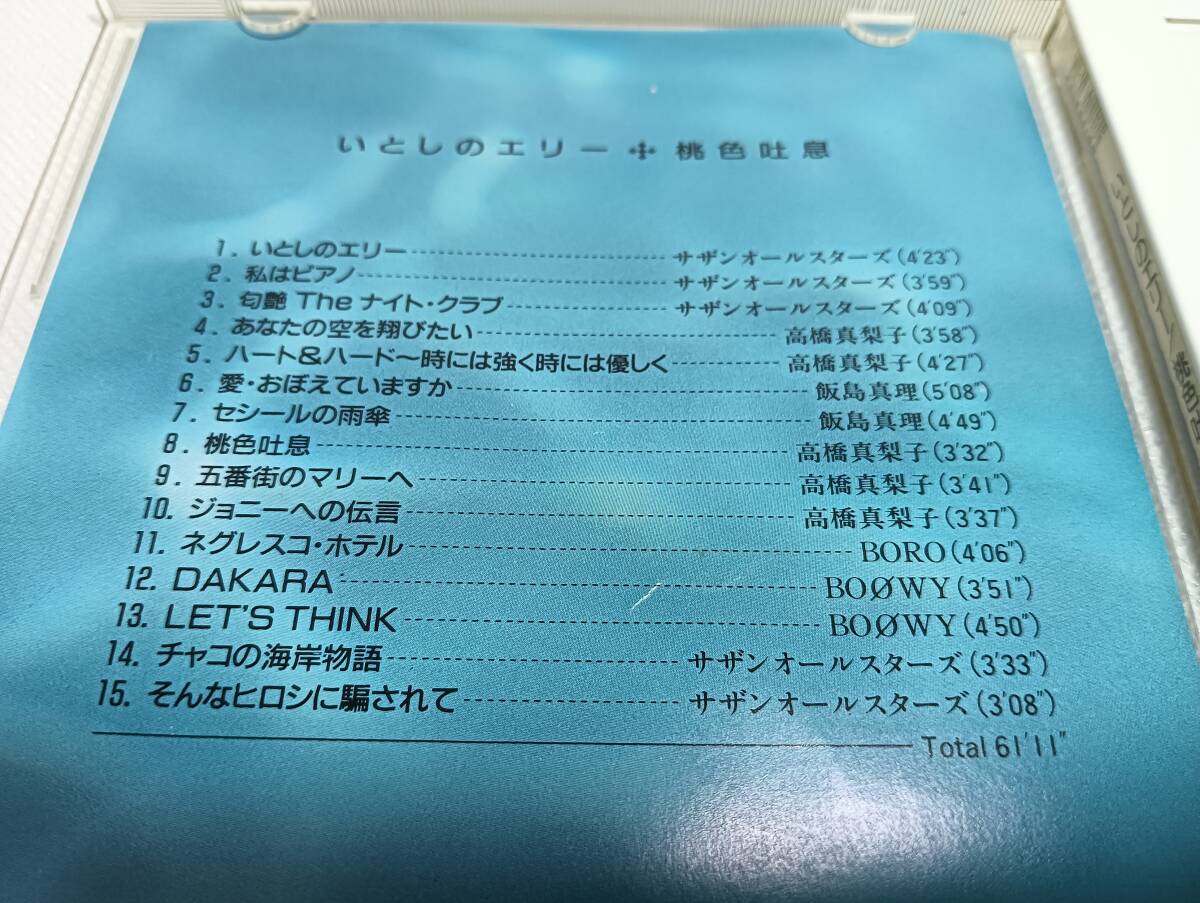 いとしのエリー 桃色吐息
1. いとしのエリー サザンオールスターズ(4'23")
2. 私はピアノ サザンオールスターズ(3'59")
3. 匂艶 The ナイト・クラブ サザンオールスターズ(4'09")
4. あなたの空を翔びたい 高橋真梨子(3'58")
5. ハート&ハード〜時には強く時には優しく 高橋真梨子(4'27")
6. 愛・おぼえていますか 飯島真理(5'08")
7. セシールの雨傘 飯島真理(4'49")
8. 桃色吐息 高橋真梨子(3'32")
9. 五番街のマリーへ 高橋真梨子(3'41")
10. ジョニーへの伝言 高橋真梨子(3'37")
11. ネグレスコ・ホテル BORO(4'06")
12. DAKARA BOØWY(3'51")
13. LET'S THINK BOØWY(4'50")
14. チャコの海岸物語 サザンオールスターズ(3'33")
15. そんなヒロシに騙されて サザンオールスターズ(3'08")
Total 61'11"